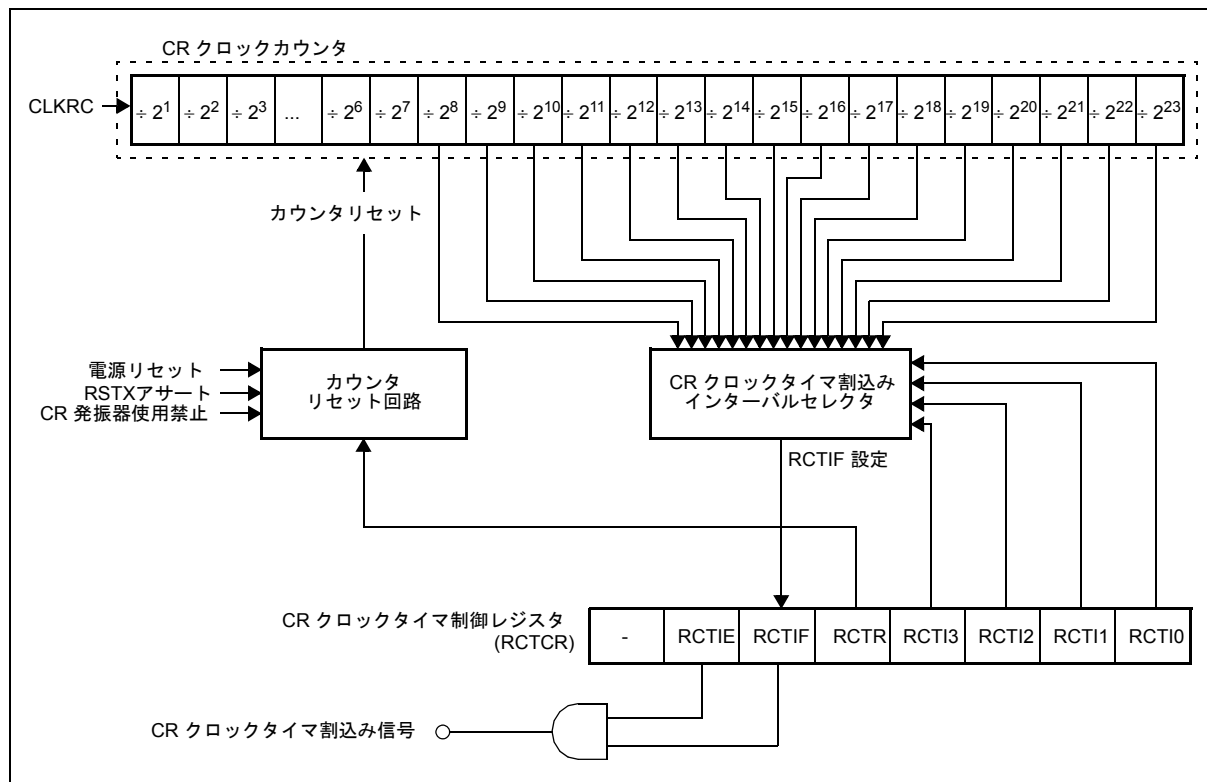 CR クロックカウンタ
CLKRC
÷ 2¹ ÷ 2² ÷ 2³ ... ÷ 2⁶ ÷ 2⁷ ÷ 2⁸ ÷ 2⁹ ÷ 2¹⁰ ÷ 2¹¹ ÷ 2¹² ÷ 2¹³ ÷ 2¹⁴ ÷ 2¹⁵ ÷ 2¹⁶ ÷ 2¹⁷ ÷ 2¹⁸ ÷ 2¹⁹ ÷ 2²⁰ ÷ 2²¹ ÷ 2²² ÷ 2²³
カウンタリセット
電源リセット
RSTXアサート
CR 発振器使用禁止
カウンタ
リセット回路
CR クロックタイマ割込み
インターバルセレクタ
RCTIF 設定
CR クロックタイマ制御レジスタ
(RCTCR)
- RCTIE RCTIF RCTR RCTI3 RCTI2 RCTI1 RCTI0
CR クロックタイマ割込み信号